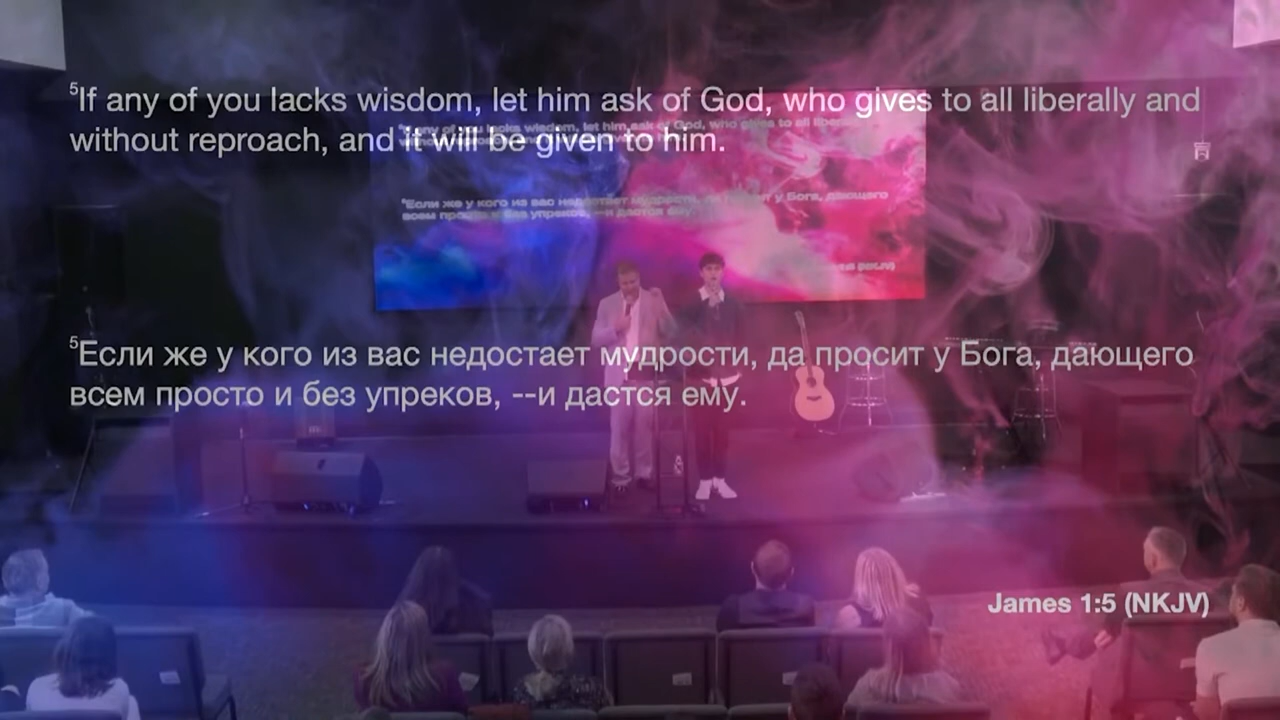 ⁵If any of you lacks wisdom, let him ask of God, who gives to all liberally and
without reproach, and it will be given to him.
⁵Если же у кого из вас недостает мудрости, да просит у Бога, дающего
всем просто и без упреков, --и дастся ему.
James 1:5 (NKJV)